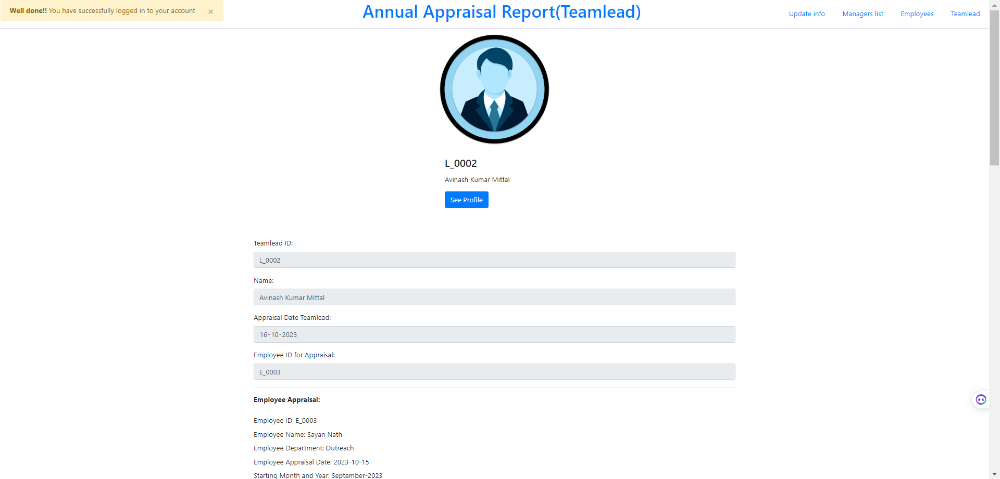 Well done!! You have successfully logged in to your account ×
Annual Appraisal Report(Teamlead)
Update info Managers list Employees Teamlead
L_0002
Avinash Kumar Mittal
See Profile
Teamlead ID:
L_0002
Name:
Avinash Kumar Mittal
Appraisal Date Teamlead:
16-10-2023
Employee ID for Appraisal:
E_0003
Employee Appraisal:
Employee ID: E_0003
Employee Name: Sayan Nath
Employee Department: Outreach
Employee Appraisal Date: 2023-10-15
Starting Month and Year: September-2023